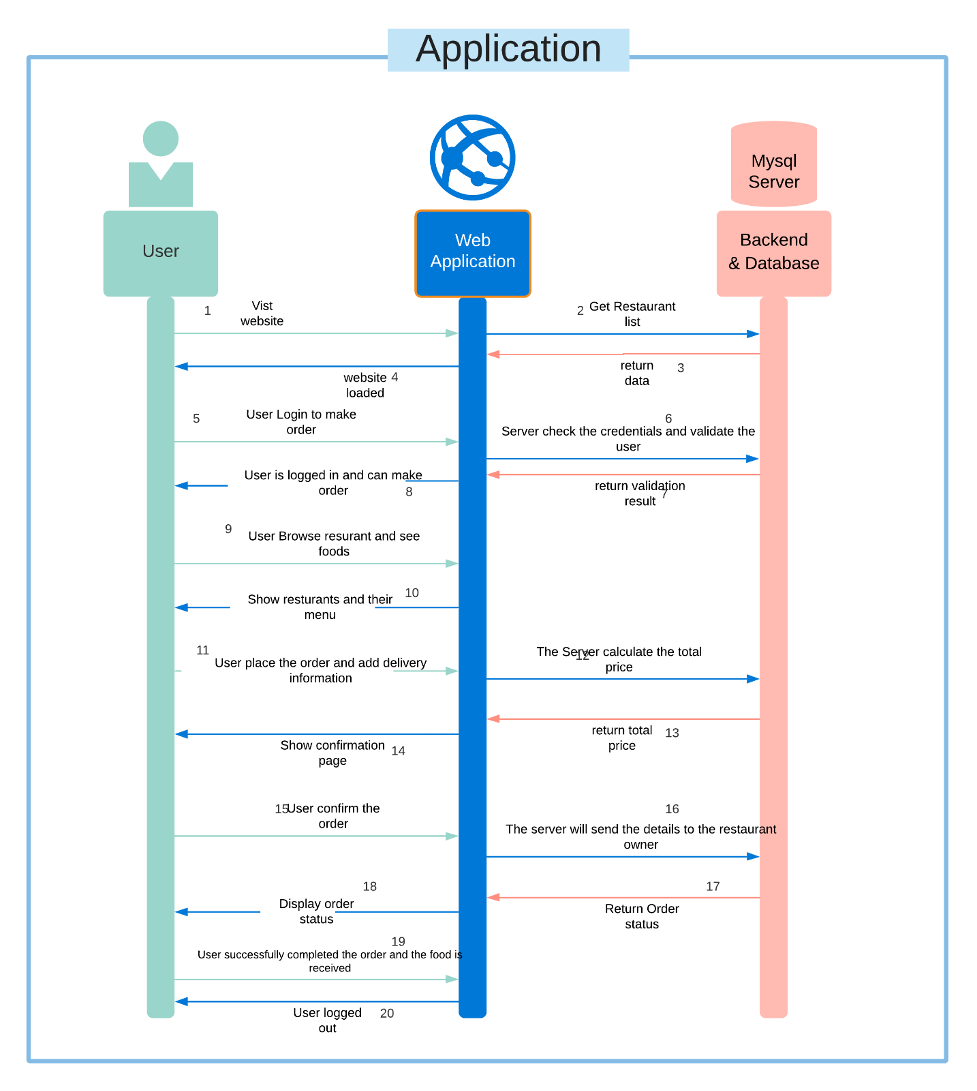 Application
Mysql
Server
User
Web
Application
Backend
& Database
1
Vist
website
2
Get Restaurant
list
return
data
3
website
loaded
4
5
User Login to make
order
6
Server check the credentials and validate the
user
return validation
result
7
User is logged in and can make
order
8
9
User Browse resurant and see
foods
10
Show resturants and their
menu
11
User place the order and add delivery
information
12
The Server calculate the total
price
return total
price
13
Show confirmation
page
14
15
User confirm the
order
16
The server will send the details to the restaurant
owner
17
Return Order
status
18
Display order
status
19
User successfully completed the order and the food is
received
User logged
out
20